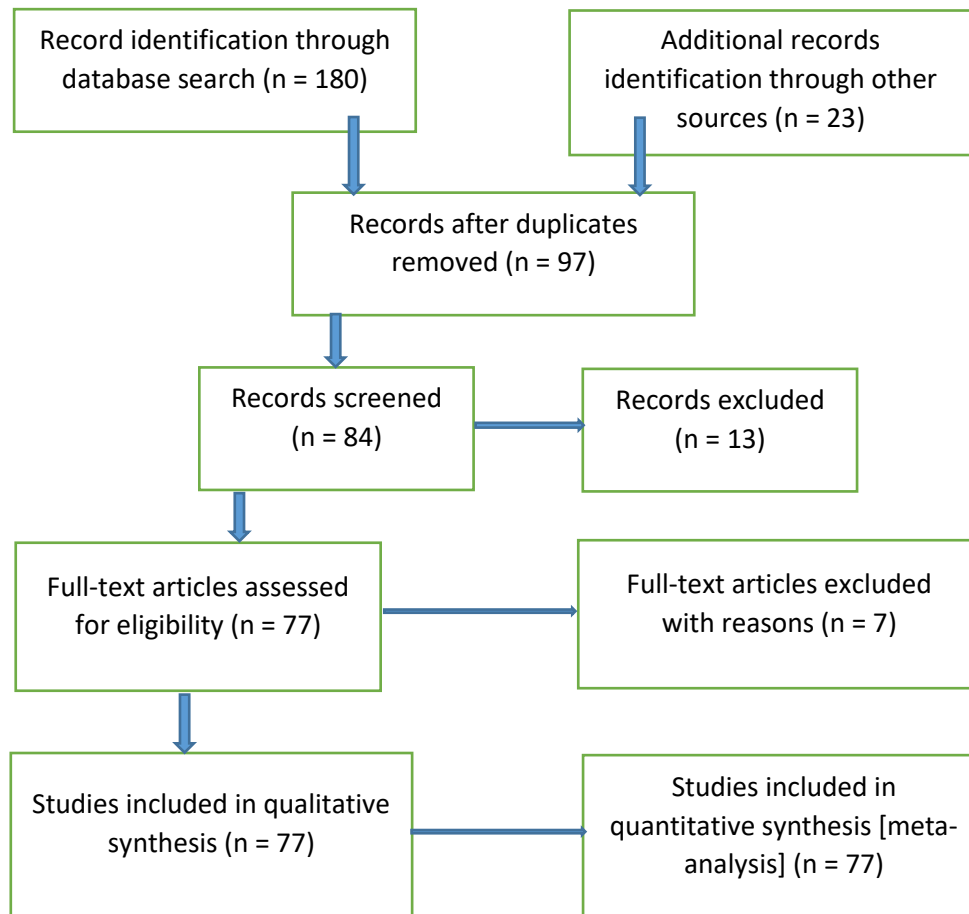 Record identification through
database search (n = 180)
Additional records
identification through other
sources (n = 23)
Records after duplicates
removed (n = 97)
Records screened
(n = 84)
Records excluded
(n = 13)
Full-text articles assessed
for eligibility (n = 77)
Full-text articles excluded
with reasons (n = 7)
Studies included in qualitative
synthesis (n = 77)
Studies included in
quantitative synthesis [meta-
analysis] (n = 77)